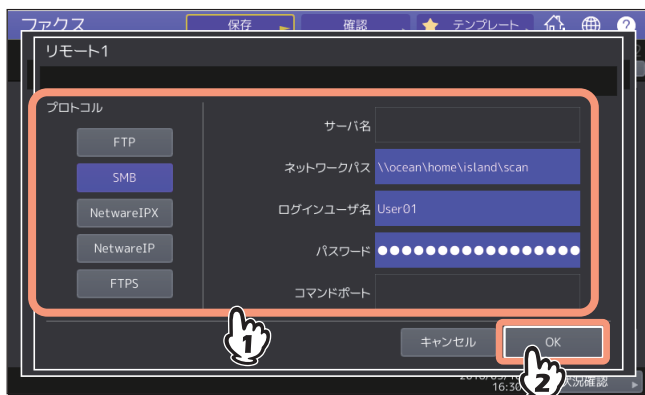 ファクス 保存 確認 テンプレート ?
リモート1
プロトコル
FTP
SMB
NetwareIPX
NetwareIP
FTPS
サーバ名
ネットワークパス \\ocean\home\island\scan
ログインユーザ名 User01
パスワード ●●●●●●●●●●●●●●●●●
コマンドポート
キャンセル OK
1
2
16:30
状況確認